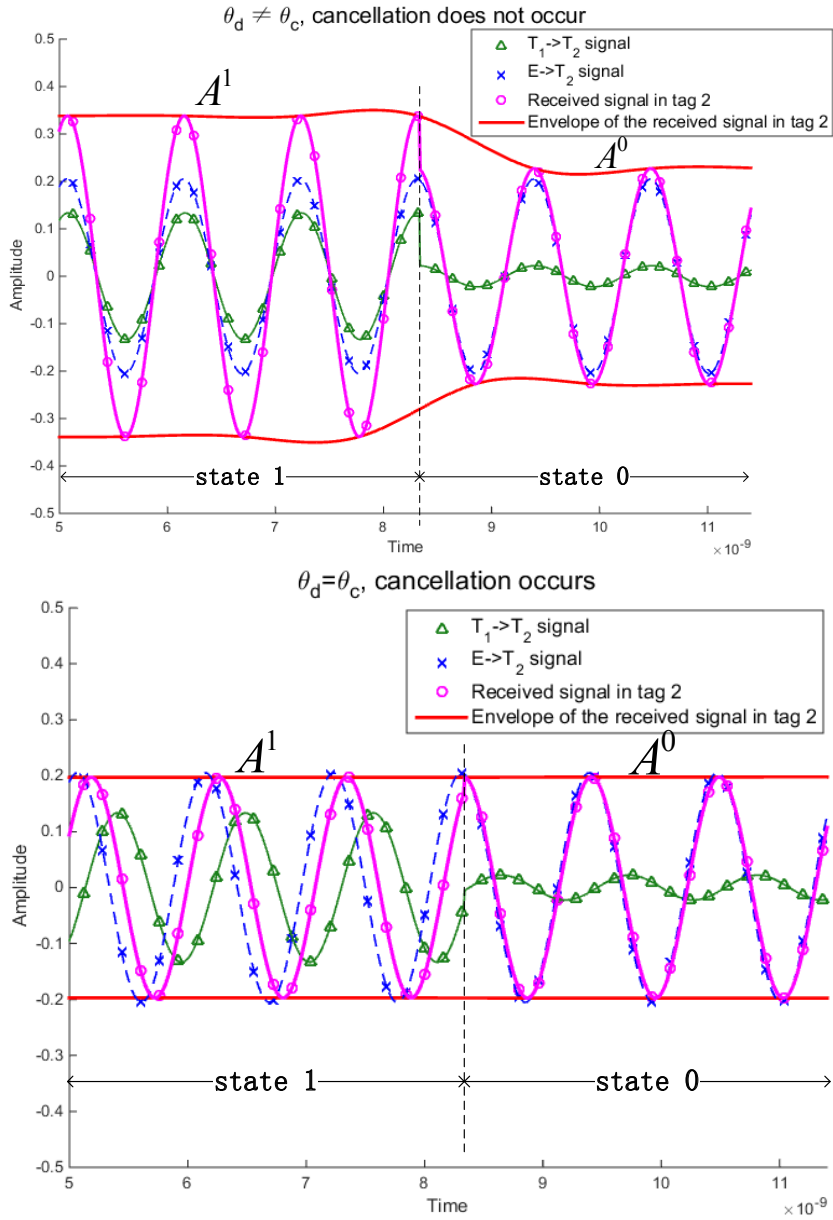 θd ≠ θc, cancellation does not occur
T1->T2 signal
E->T2 signal
Received signal in tag 2
Envelope of the received signal in tag 2
A1
A0
0.5
0.4
0.3
0.2
0.1
0
-0.1
-0.2
-0.3
-0.4
-0.5
Amplitude
state 1
state 0
5 6 7 8 9 10 11
Time
×10-9
θd=θc, cancellation occurs
T1->T2 signal
E->T2 signal
Received signal in tag 2
Envelope of the received signal in tag 2
A1
A0
0.5
0.4
0.3
0.2
0.1
0
-0.1
-0.2
-0.3
-0.4
-0.5
Amplitude
state 1
state 0
5 6 7 8 9 10 11
Time
×10-9